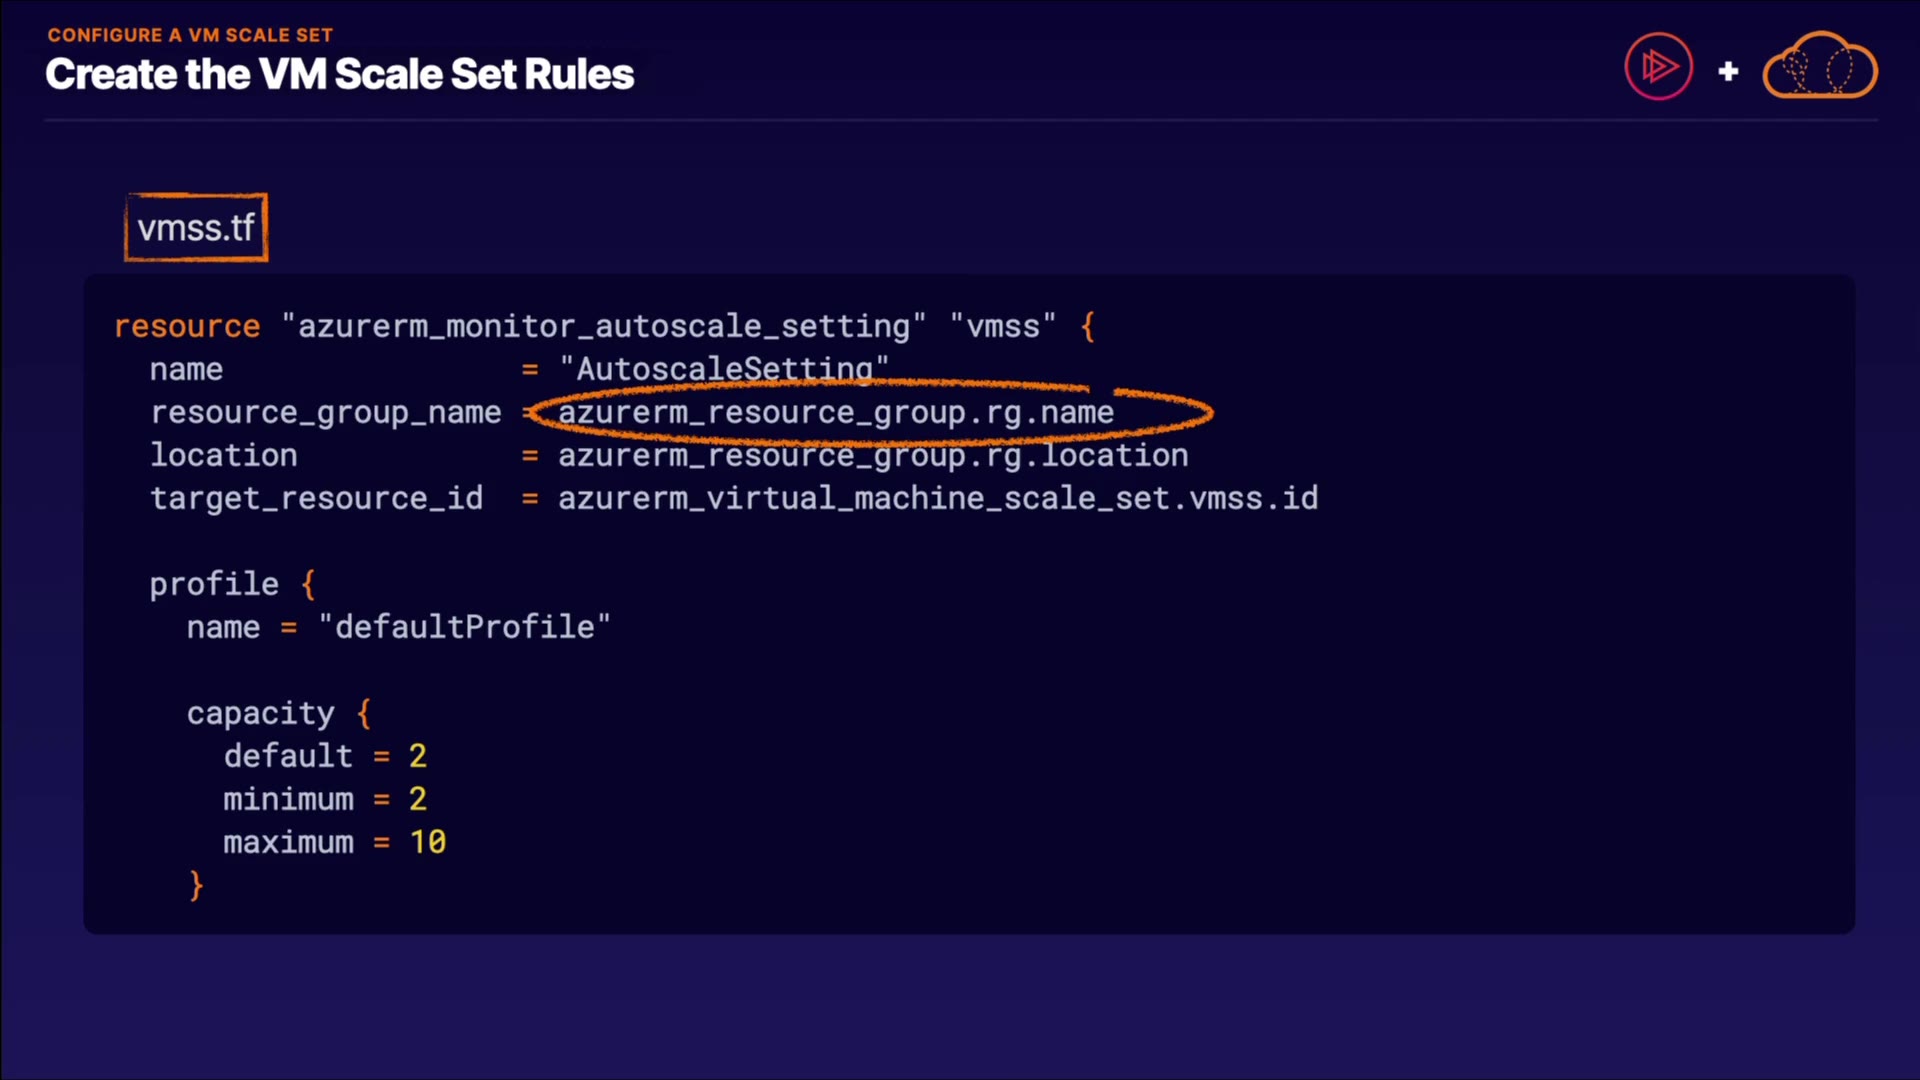 CONFIGURE A VM SCALE SET
Create the VM Scale Set Rules
+
vmss.tf
resource "azurerm_monitor_autoscale_setting" "vmss" {
name = "AutoscaleSetting"
resource_group_name = azurerm_resource_group.rg.name
location = azurerm_resource_group.rg.location
target_resource_id = azurerm_virtual_machine_scale_set.vmss.id
profile {
name = "defaultProfile"
capacity {
default = 2
minimum = 2
maximum = 10
}